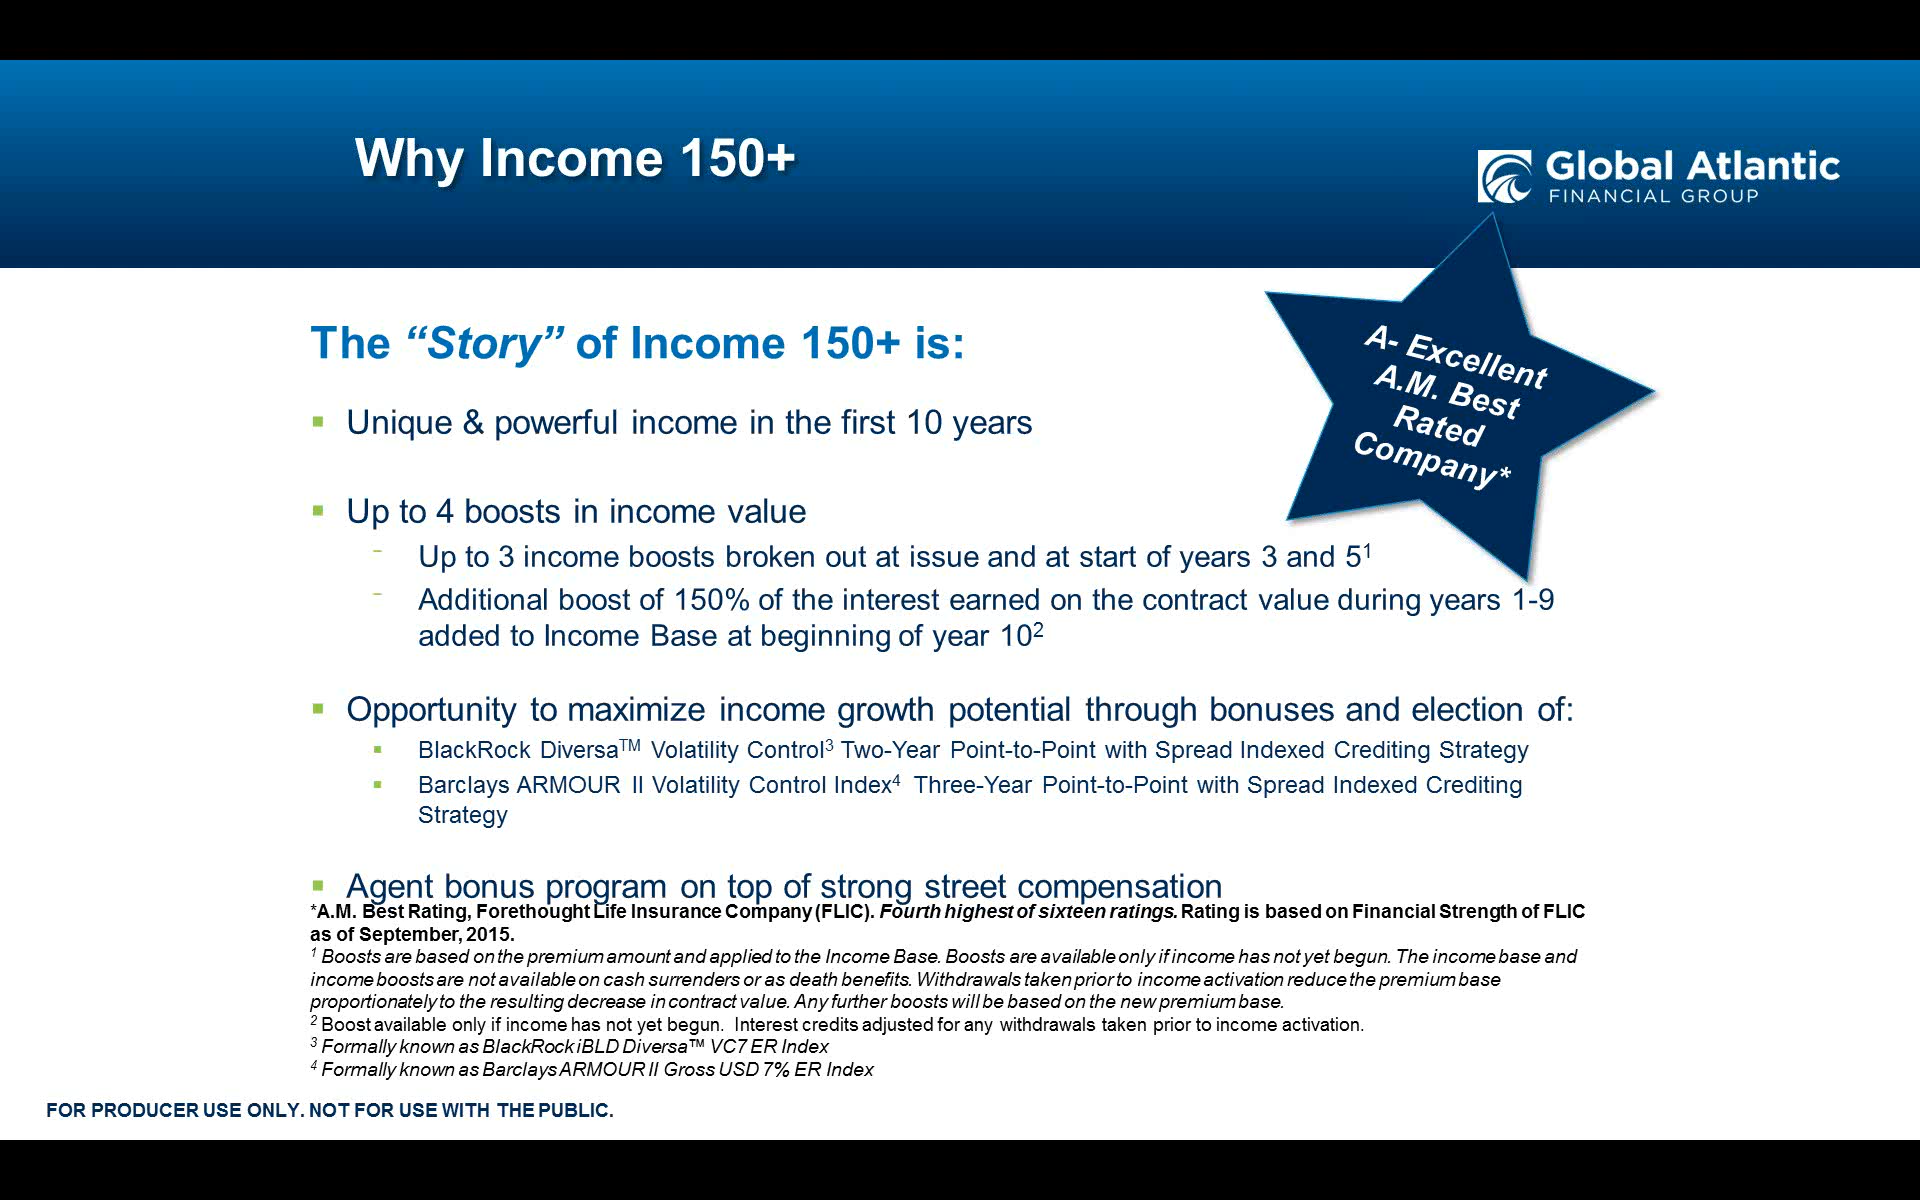 Why Income 150+
Global Atlantic
FINANCIAL GROUP
A- Excellent
A.M. Best
Rated
Company*
The “Story” of Income 150+ is:
▪ Unique & powerful income in the first 10 years
▪ Up to 4 boosts in income value
- Up to 3 income boosts broken out at issue and at start of years 3 and 5¹
- Additional boost of 150% of the interest earned on the contract value during years 1-9
added to Income Base at beginning of year 10²
▪ Opportunity to maximize income growth potential through bonuses and election of:
▪ BlackRock Diversa™ Volatility Control³ Two-Year Point-to-Point with Spread Indexed Crediting Strategy
▪ Barclays ARMOUR II Volatility Control Index⁴ Three-Year Point-to-Point with Spread Indexed Crediting
Strategy
▪ Agent bonus program on top of strong street compensation
*A.M. Best Rating, Forethought Life Insurance Company (FLIC). Fourth highest of sixteen ratings. Rating is based on Financial Strength of FLIC
as of September, 2015.
¹ Boosts are based on the premium amount and applied to the Income Base. Boosts are available only if income has not yet begun. The income base and
income boosts are not available on cash surrenders or as death benefits. Withdrawals taken prior to income activation reduce the premium base
proportionately to the resulting decrease in contract value. Any further boosts will be based on the new premium base.
² Boost available only if income has not yet begun. Interest credits adjusted for any withdrawals taken prior to income activation.
³ Formally known as BlackRock iBLD Diversa™ VC7 ER Index
⁴ Formally known as Barclays ARMOUR II Gross USD 7% ER Index
FOR PRODUCER USE ONLY. NOT FOR USE WITH THE PUBLIC.